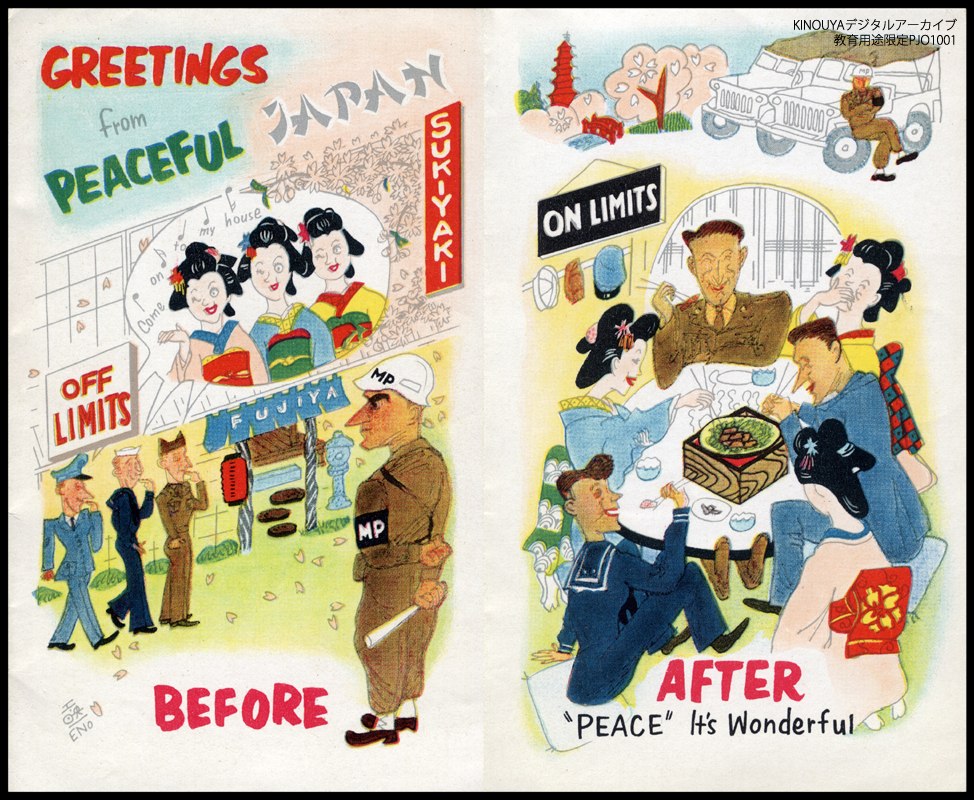 KINOUYAデジタルアーカイブ
教育用途限定PJO1001
GREETINGS
from
PEACEFUL
JAPAN
SUKIYAKI
Come on to my house
OFF
LIMITS
FUJIYA
MP
MP
ENO.
BEFORE
MP
ON LIMITS
AFTER
"PEACE" It's Wonderful